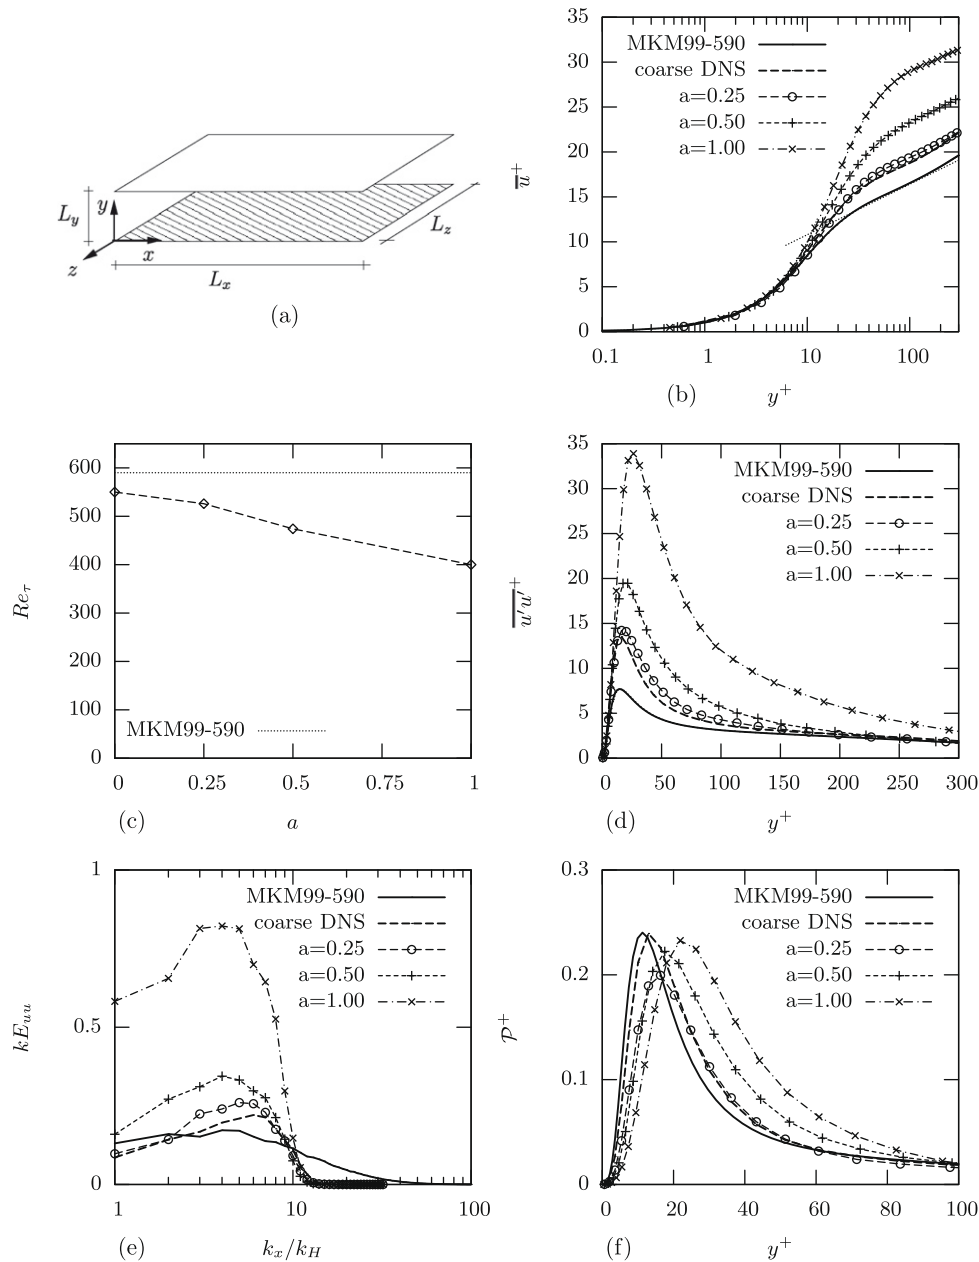 L_y
y
x
z
L_x
L_z
(a)
35
30
25
20
15
10
5
0
u̅⁺
MKM99-590
coarse DNS
a=0.25
a=0.50
a=1.00
0.1
1
10
100
(b)
y⁺
600
500
400
300
200
100
0
Re_τ
MKM99-590
0
0.25
0.5
0.75
1
(c)
a
35
30
25
20
15
10
5
0
u′u′⁺
MKM99-590
coarse DNS
a=0.25
a=0.50
a=1.00
0
50
100
150
200
250
300
(d)
y⁺
1
0.5
0
kE_uu
MKM99-590
coarse DNS
a=0.25
a=0.50
a=1.00
1
10
100
(e)
k_x/k_H
0.3
0.2
0.1
0
𝒫⁺
MKM99-590
coarse DNS
a=0.25
a=0.50
a=1.00
0
20
40
60
80
100
(f)
y⁺